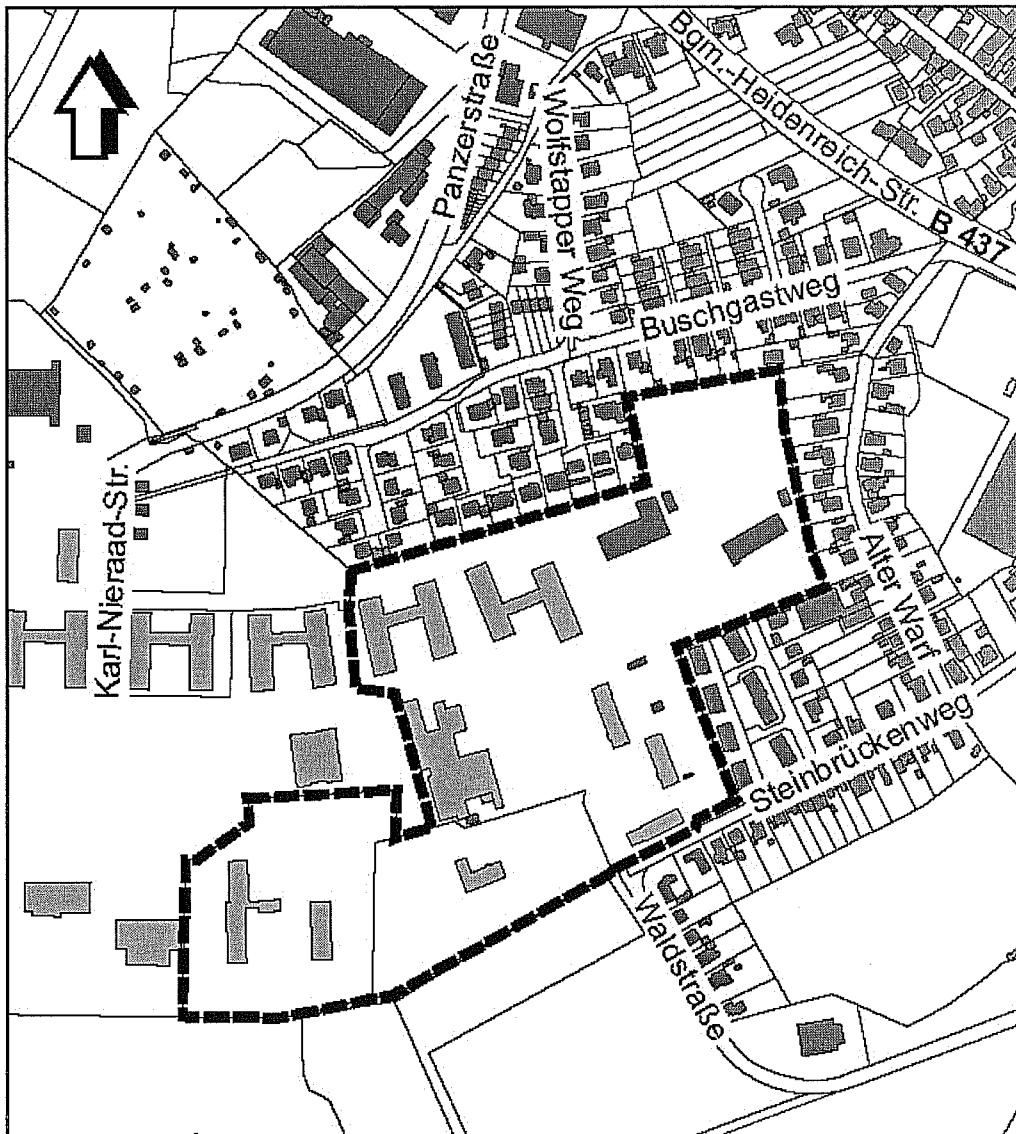 Bgm.-Heidenreich-Str. B 437
Panzerstraße
Wolfstapper Weg
Buschgastweg
Karl-Nieraad-Str.
Alter Warf
Steinbrückenweg
Waldstraße